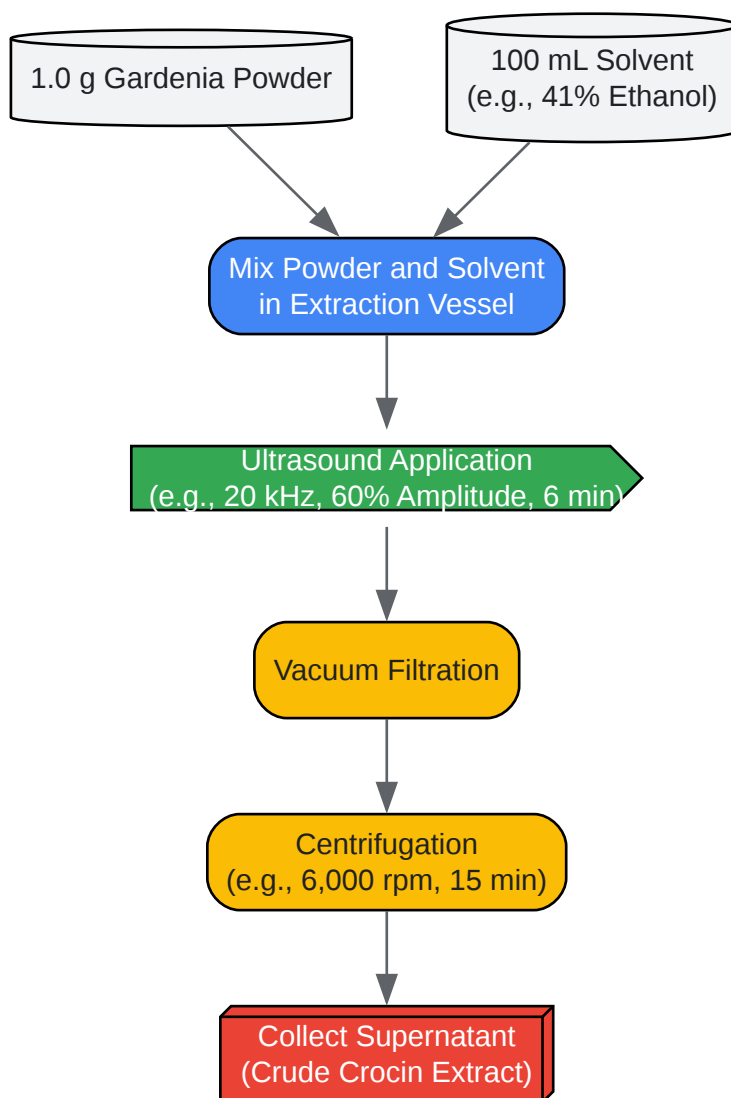 1.0 g Gardenia Powder
100 mL Solvent
(e.g., 41% Ethanol)
Mix Powder and Solvent
in Extraction Vessel
Ultrasound Application
(e.g., 20 kHz, 60% Amplitude, 6 min)
Vacuum Filtration
Centrifugation
(e.g., 6,000 rpm, 15 min)
Collect Supernatant
(Crude Crocin Extract)